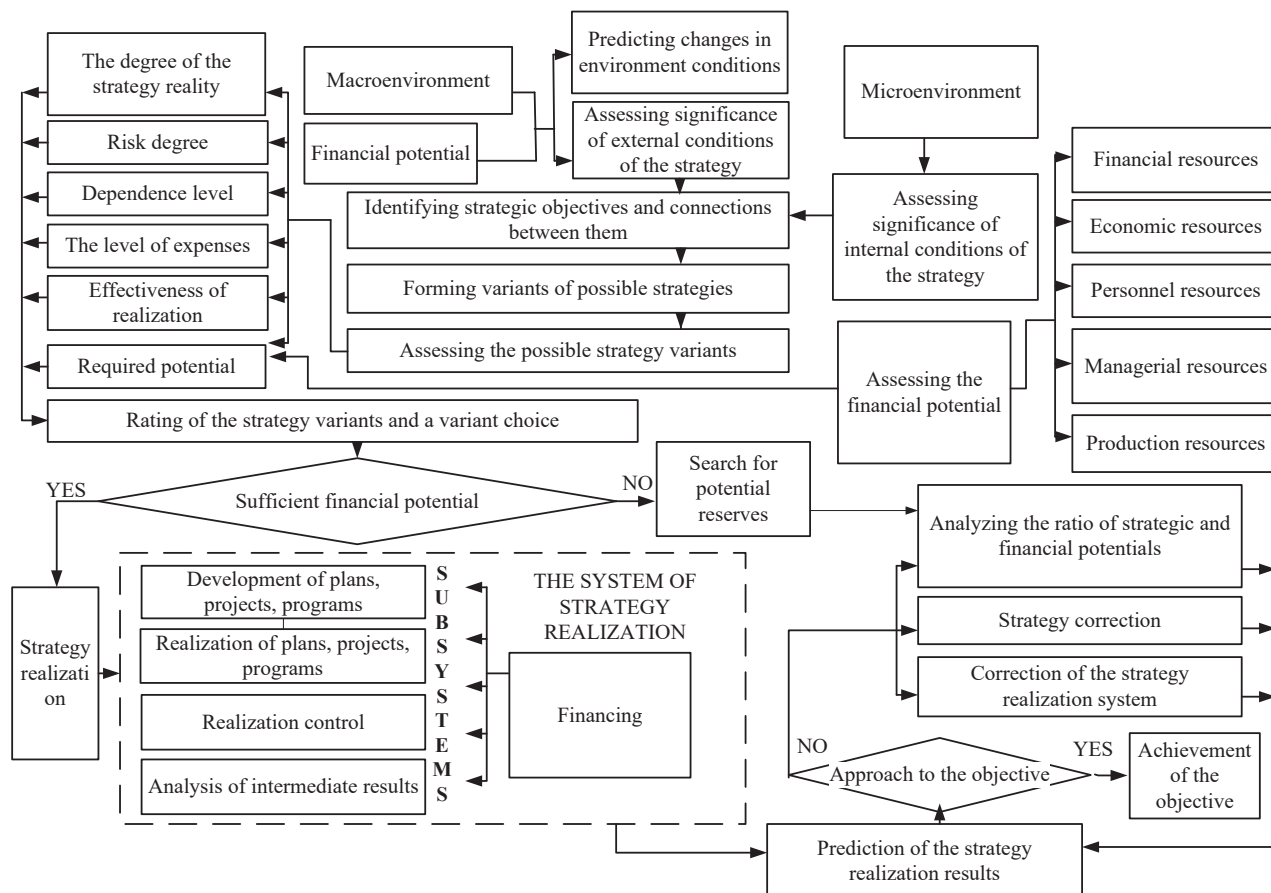 The degree of the
strategy reality
Risk degree
Dependence level
The level of expenses
Effectiveness of
realization
Required potential
Macroenvironment
Financial potential
Predicting changes in
environment conditions
Assessing significance
of external conditions
of the strategy
Identifying strategic objectives and connections
between them
Forming variants of possible strategies
Assessing the possible strategy variants
Microenvironment
Assessing
significance of
internal conditions of
the strategy
Assessing the
financial potential
Financial resources
Economic resources
Personnel resources
Managerial resources
Production resources
Rating of the strategy variants and a variant choice
YES
Sufficient financial potential
NO
Search for
potential
reserves
Analyzing the ratio of strategic and
financial potentials
Strategy correction
Correction of the strategy
realization system
Strategy
realizati
on
Development of plans,
projects, programs
Realization of plans, projects,
programs
Realization control
Analysis of intermediate results
S
U
B
S
Y
S
T
E
M
S
THE SYSTEM OF
STRATEGY
REALIZATION
Financing
NO
Approach to the objective
YES
Achievement
of the
objective
Prediction of the strategy
realization results